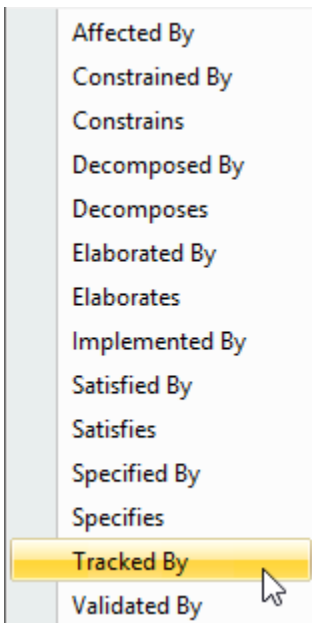 Affected By
Constrained By
Constrains
Decomposed By
Decomposes
Elaborated By
Elaborates
Implemented By
Satisfied By
Satisfies
Specified By
Specifies
Tracked By
Validated By